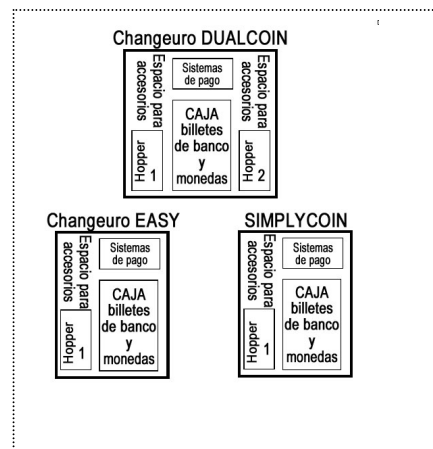 Changeuro DUALCOIN
Espacio para
accesorios
Hopper
1
Sistemas
de pago
CAJA
billetes
de banco
y
monedas
Espacio para
accesorios
Hopper
2
Changeuro EASY
Espacio para
accesorios
Hopper
1
Sistemas
de pago
CAJA
billetes
de banco
y
monedas
SIMPLYCOIN
Espacio para
accesorios
Hopper
1
Sistemas
de pago
CAJA
billetes
de banco
y
monedas